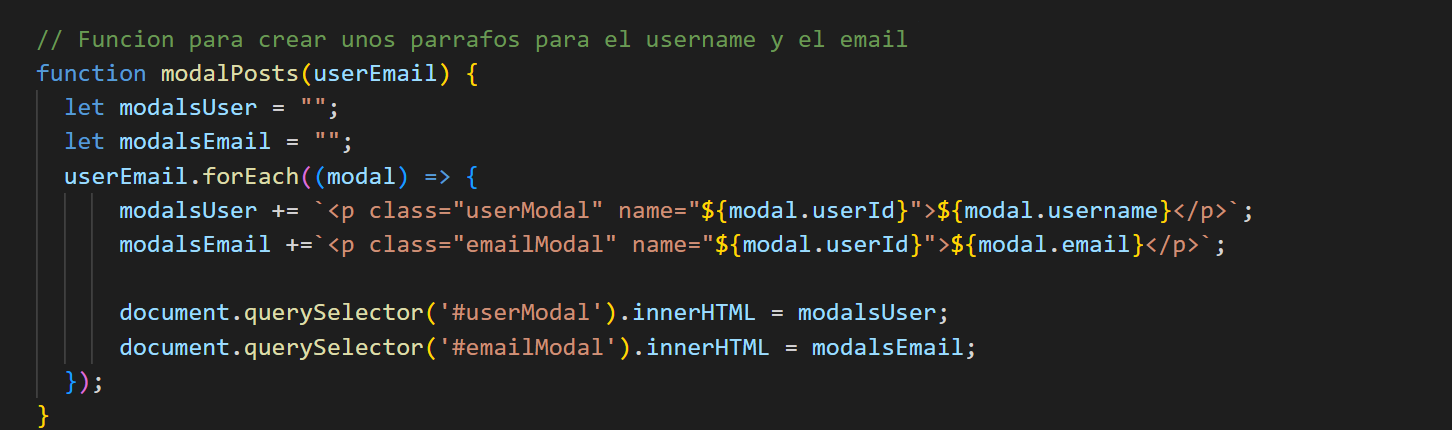 // Funcion para crear unos parrafos para el username y el email
function modalPosts(userEmail) {
  let modalsUser = "";
  let modalsEmail = "";
  userEmail.forEach((modal) => {
      modalsUser += `<p class="userModal" name="${modal.userId}">${modal.username}</p>`;
      modalsEmail +=`<p class="emailModal" name="${modal.userId}">${modal.email}</p>`;

      document.querySelector('#userModal').innerHTML = modalsUser;
      document.querySelector('#emailModal').innerHTML = modalsEmail;
  });
}